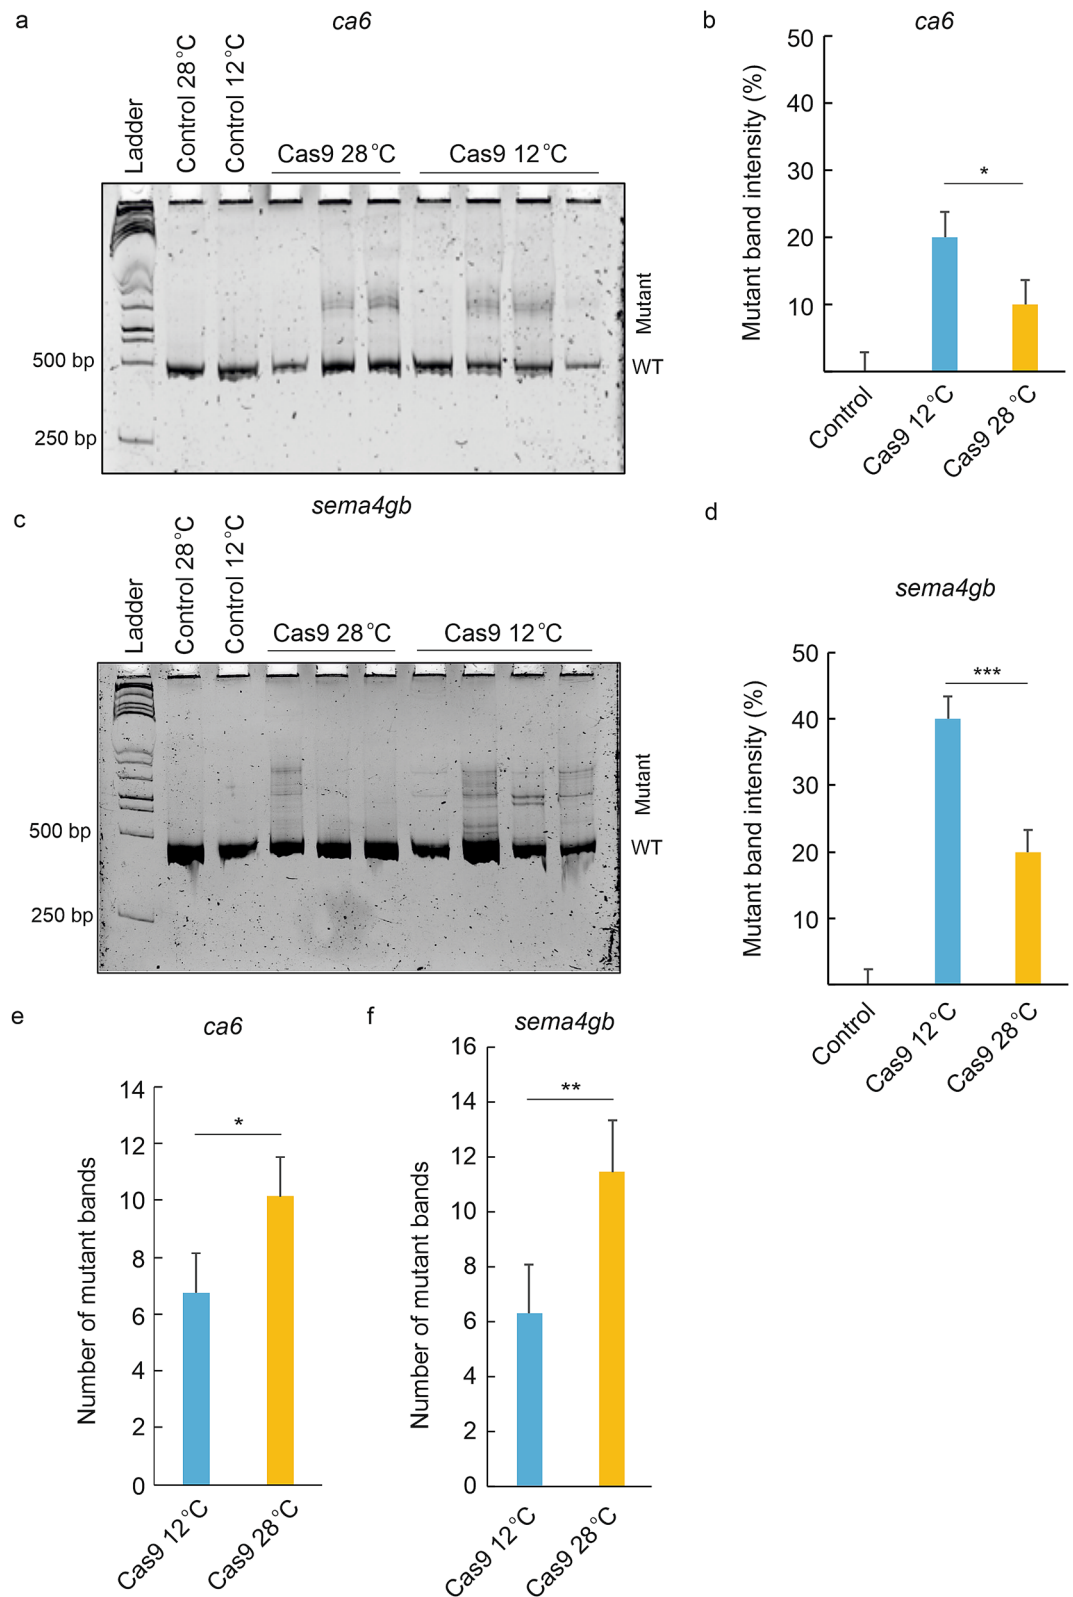 a
ca6
Ladder
Control 28°C
Control 12°C
Cas9 28°C
Cas9 12°C
500 bp
250 bp
Mutant
WT
b
ca6
Mutant band intensity (%)
50
40
30
20
10
*
Control
Cas9 12°C
Cas9 28°C
c
sema4gb
Ladder
Control 28°C
Control 12°C
Cas9 28°C
Cas9 12°C
500 bp
250 bp
Mutant
WT
d
sema4gb
Mutant band intensity (%)
50
40
30
20
10
***
Control
Cas9 12°C
Cas9 28°C
e
ca6
Number of mutant bands
14
12
10
8
6
4
2
0
*
Cas9 12°C
Cas9 28°C
f
sema4gb
Number of mutant bands
16
14
12
10
8
6
4
2
0
**
Cas9 12°C
Cas9 28°C